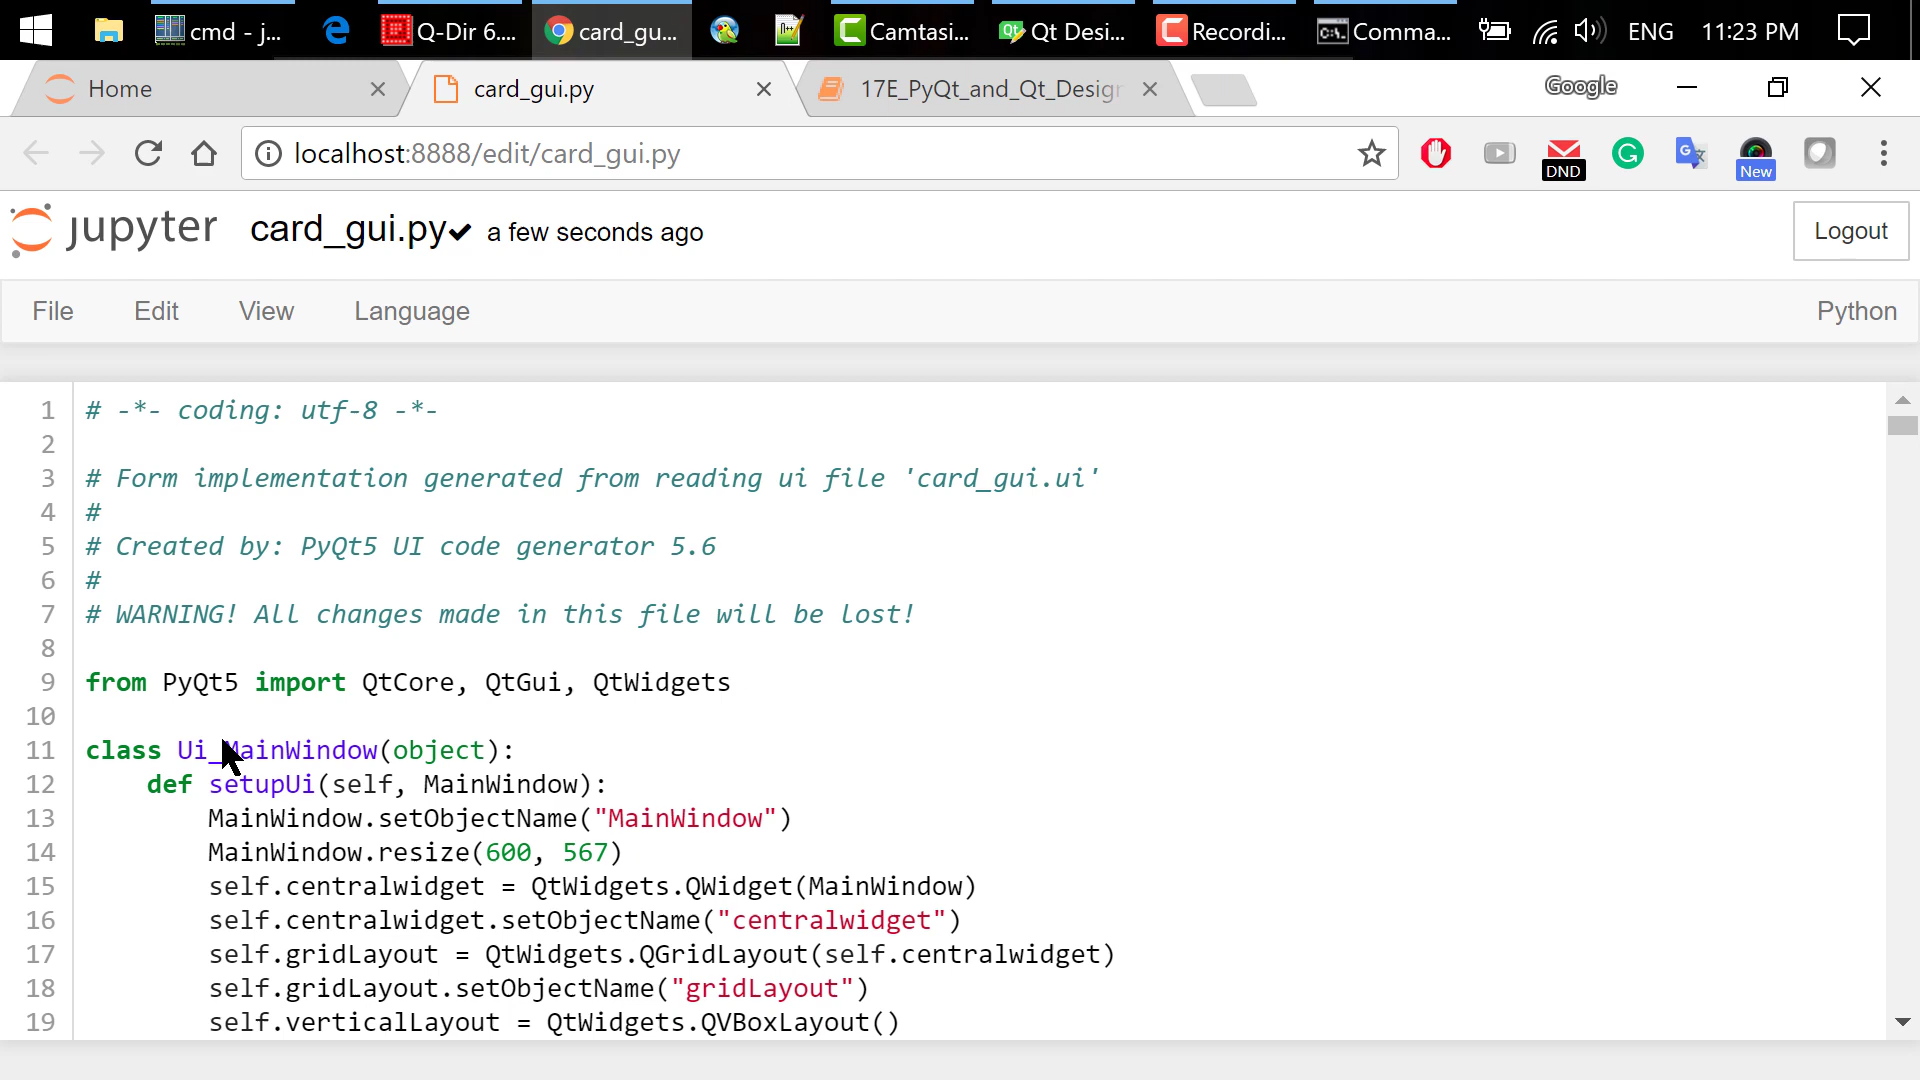 cmd - j...
Q-Dir 6....
card_gu...
Camtasi...
Qt Desi...
Recordi...
Comma...
ENG
11:23 PM
Home
card_gui.py
17E_PyQt_and_Qt_Desig
Google
localhost:8888/edit/card_gui.py
DND
New
jupyter
card_gui.py✔ a few seconds ago
Logout
File Edit View Language Python
1 # -*- coding: utf-8 -*-
2
3 # Form implementation generated from reading ui file 'card_gui.ui'
4 #
5 # Created by: PyQt5 UI code generator 5.6
6 #
7 # WARNING! All changes made in this file will be lost!
8
9 from PyQt5 import QtCore, QtGui, QtWidgets
10
11 class Ui_MainWindow(object):
12     def setupUi(self, MainWindow):
13         MainWindow.setObjectName("MainWindow")
14         MainWindow.resize(600, 567)
15         self.centralwidget = QtWidgets.QWidget(MainWindow)
16         self.centralwidget.setObjectName("centralwidget")
17         self.gridLayout = QtWidgets.QGridLayout(self.centralwidget)
18         self.gridLayout.setObjectName("gridLayout")
19         self.verticalLayout = QtWidgets.QVBoxLayout()